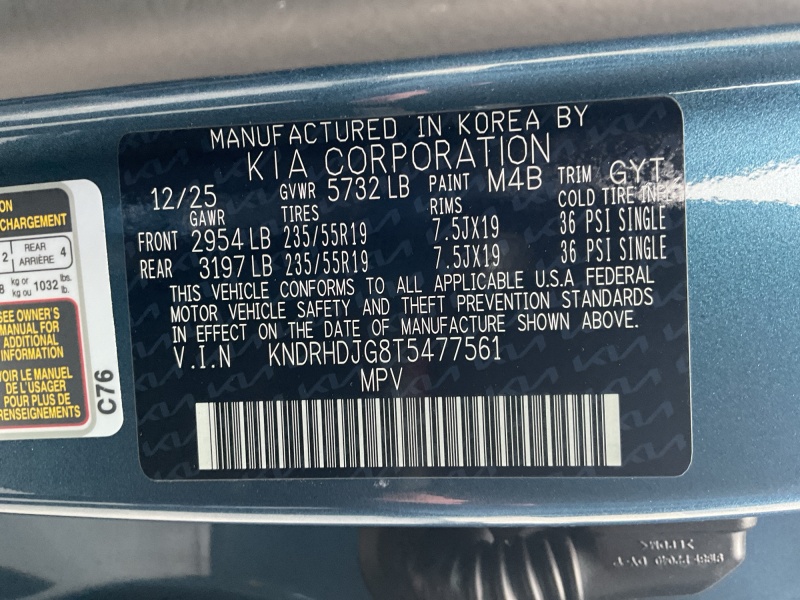 MANUFACTURED IN KOREA BY
KIA CORPORATION
12/25 GVWR 5732 LB PAINT M4B TRIM GYT
GAWR TIRES RIMS COLD TIRE INFL
FRONT 2954 LB 235/55R19 7.5JX19 36 PSI SINGLE
REAR 3197 LB 235/55R19 7.5JX19 36 PSI SINGLE
THIS VEHICLE CONFORMS TO ALL APPLICABLE U.S.A FEDERAL
MOTOR VEHICLE SAFETY AND THEFT PREVENTION STANDARDS
IN EFFECT ON THE DATE OF MANUFACTURE SHOWN ABOVE.
V.I.N KNDRHDJG8T5477561
MPV
ON
CHARGEMENT
2 REAR ARRIÈRE 4
8 kg or kg ou 1032 lbs. lb.
SEE OWNER'S
MANUAL FOR
ADDITIONAL
INFORMATION
VOIR LE MANUEL
DE L'USAGER
POUR PLUS DE
RENSEIGNEMENTS
C76